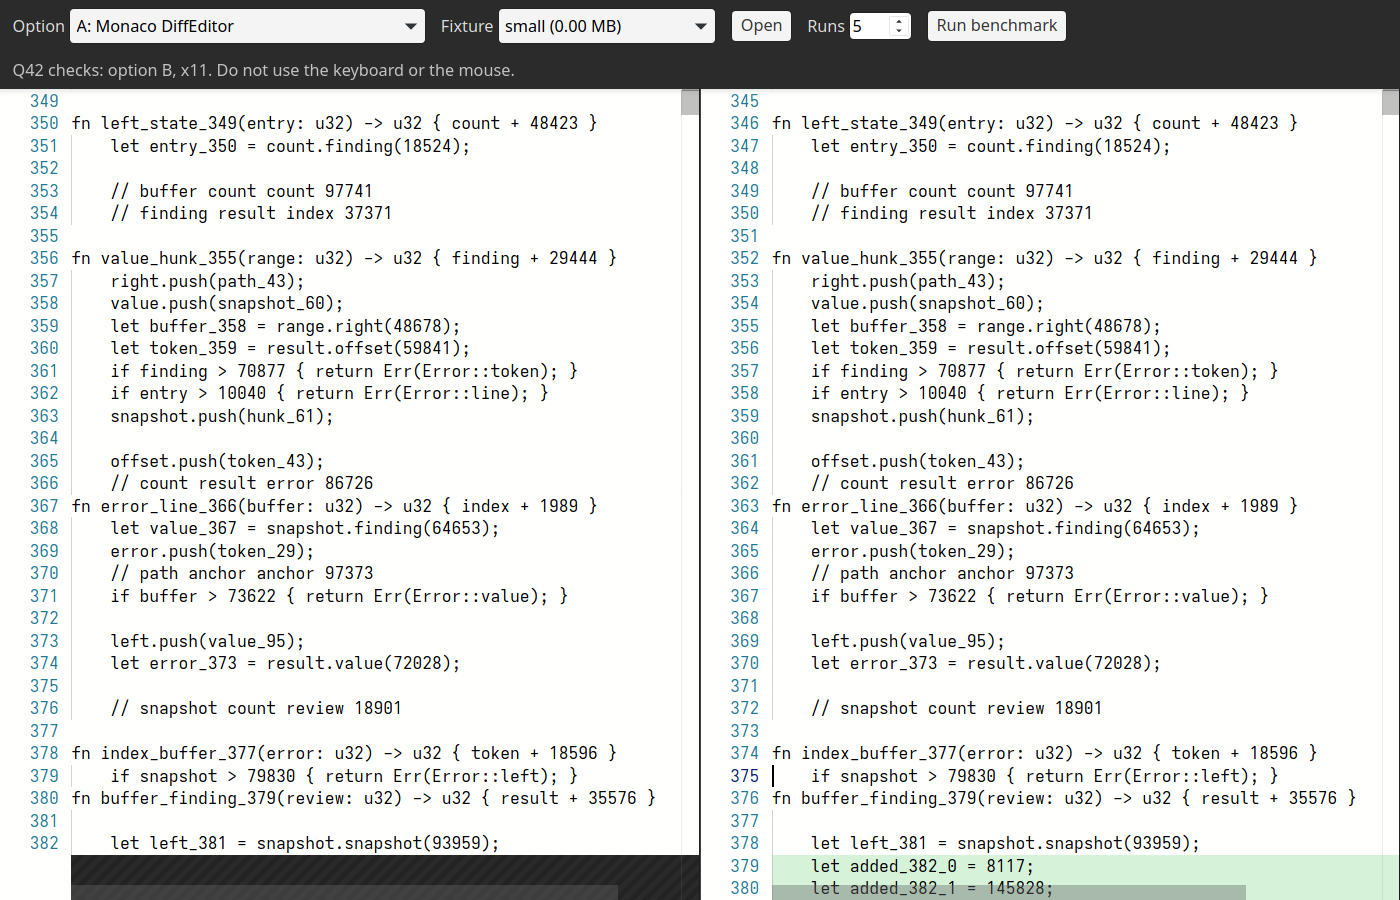 Option A: Monaco DiffEditor Fixture small (0.00 MB) Open Runs 5 Run benchmark
Q42 checks: option B, x11. Do not use the keyboard or the mouse.
349
350 fn left_state_349(entry: u32) -> u32 { count + 48423 }
351 let entry_350 = count.finding(18524);
352
353 // buffer count count 97741
354 // finding result index 37371
355
356 fn value_hunk_355(range: u32) -> u32 { finding + 29444 }
357 right.push(path_43);
358 value.push(snapshot_60);
359 let buffer_358 = range.right(48678);
360 let token_359 = result.offset(59841);
361 if finding > 70877 { return Err(Error::token); }
362 if entry > 10040 { return Err(Error::line); }
363 snapshot.push(hunk_61);
364
365 offset.push(token_43);
366 // count result error 86726
367 fn error_line_366(buffer: u32) -> u32 { index + 1989 }
368 let value_367 = snapshot.finding(64653);
369 error.push(token_29);
370 // path anchor anchor 97373
371 if buffer > 73622 { return Err(Error::value); }
372
373 left.push(value_95);
374 let error_373 = result.value(72028);
375
376 // snapshot count review 18901
377
378 fn index_buffer_377(error: u32) -> u32 { token + 18596 }
379 if snapshot > 79830 { return Err(Error::left); }
380 fn buffer_finding_379(review: u32) -> u32 { result + 35576 }
381
382 let left_381 = snapshot.snapshot(93959);
345
346 fn left_state_349(entry: u32) -> u32 { count + 48423 }
347 let entry_350 = count.finding(18524);
348
349 // buffer count count 97741
350 // finding result index 37371
351
352 fn value_hunk_355(range: u32) -> u32 { finding + 29444 }
353 right.push(path_43);
354 value.push(snapshot_60);
355 let buffer_358 = range.right(48678);
356 let token_359 = result.offset(59841);
357 if finding > 70877 { return Err(Error::token); }
358 if entry > 10040 { return Err(Error::line); }
359 snapshot.push(hunk_61);
360
361 offset.push(token_43);
362 // count result error 86726
363 fn error_line_366(buffer: u32) -> u32 { index + 1989 }
364 let value_367 = snapshot.finding(64653);
365 error.push(token_29);
366 // path anchor anchor 97373
367 if buffer > 73622 { return Err(Error::value); }
368
369 left.push(value_95);
370 let error_373 = result.value(72028);
371
372 // snapshot count review 18901
373
374 fn index_buffer_377(error: u32) -> u32 { token + 18596 }
375 if snapshot > 79830 { return Err(Error::left); }
376 fn buffer_finding_379(review: u32) -> u32 { result + 35576 }
377
378 let left_381 = snapshot.snapshot(93959);
379 let added_382_0 = 8117;
380 let added_382_1 = 145828;